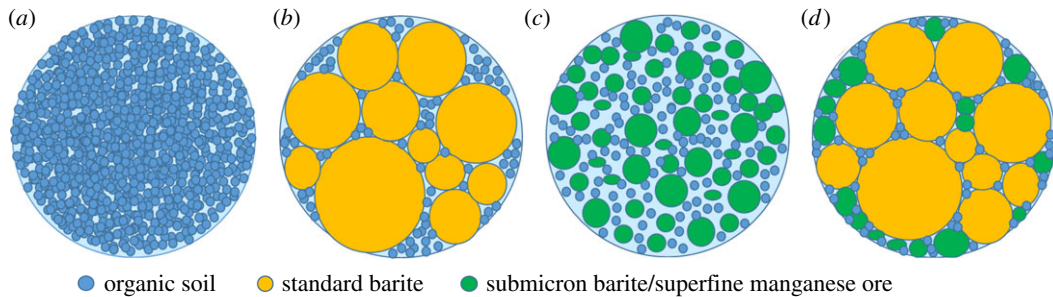 (a) (b) (c) (d)
organic soil standard barite submicron barite/superfine manganese ore